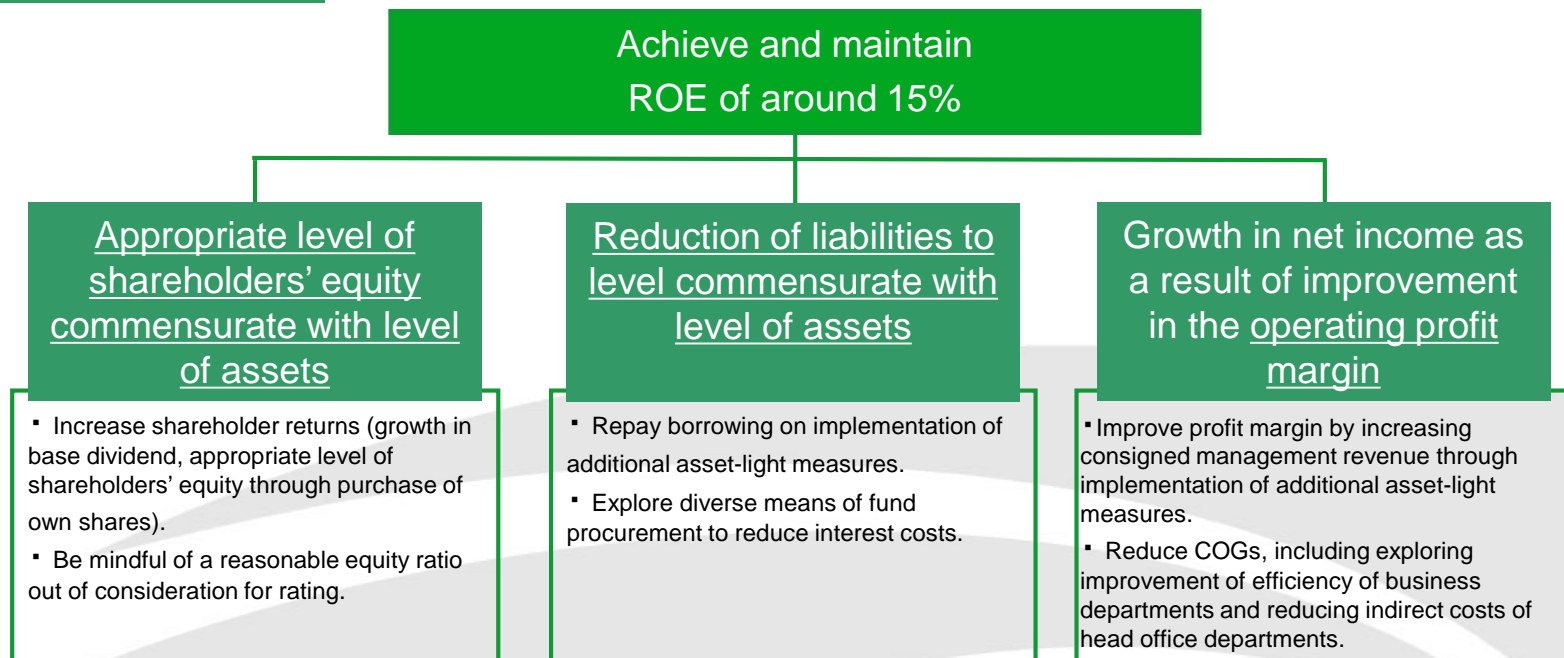 Achieve and maintain
ROE of around 15%
Appropriate level of
shareholders’ equity
commensurate with level
of assets
▪ Increase shareholder returns (growth in
base dividend, appropriate level of
shareholders’ equity through purchase of
own shares).
▪ Be mindful of a reasonable equity ratio
out of consideration for rating.
Reduction of liabilities to
level commensurate with
level of assets
▪ Repay borrowing on implementation of
additional asset-light measures.
▪ Explore diverse means of fund
procurement to reduce interest costs.
Growth in net income as
a result of improvement
in the operating profit
margin
▪Improve profit margin by increasing
consigned management revenue through
implementation of additional asset-light
measures.
▪ Reduce COGs, including exploring
improvement of efficiency of business
departments and reducing indirect costs of
head office departments.